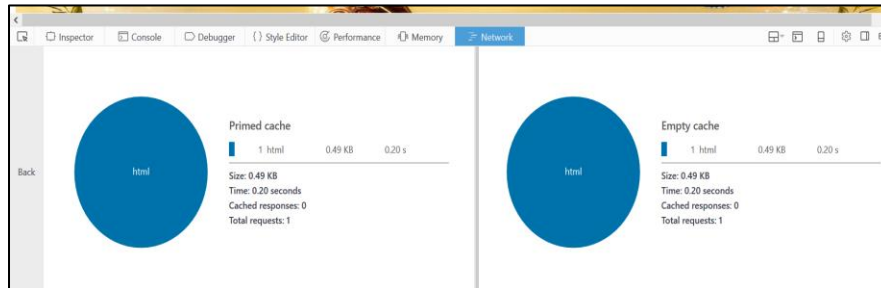 Inspector Console Debugger { } Style Editor Performance Memory Network
Back
html
Primed cache
1 html 0.49 KB 0.20 s
Size: 0.49 KB
Time: 0.20 seconds
Cached responses: 0
Total requests: 1
html
Empty cache
1 html 0.49 KB 0.20 s
Size: 0.49 KB
Time: 0.20 seconds
Cached responses: 0
Total requests: 1